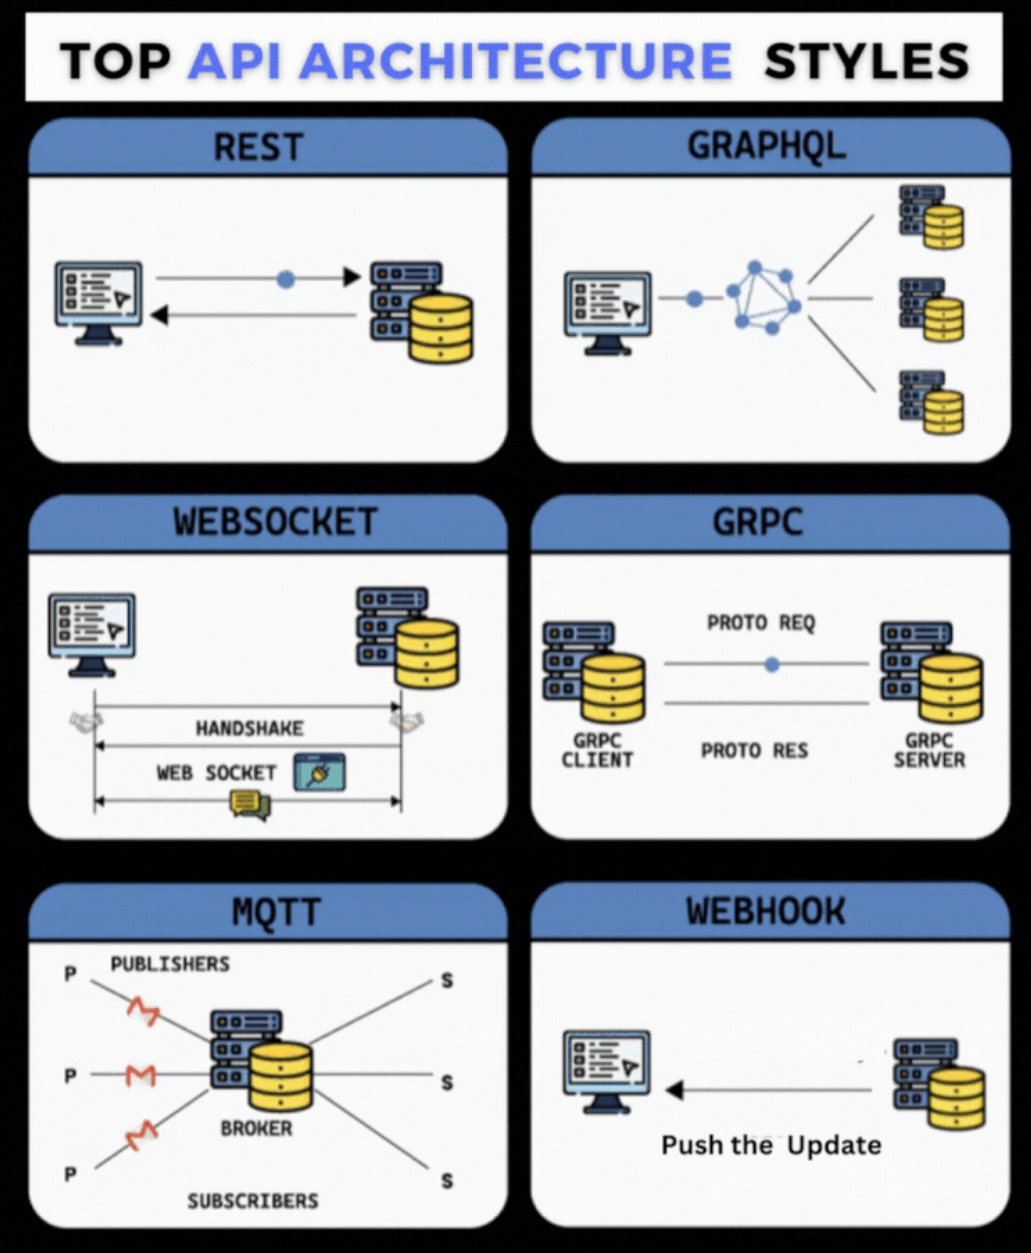 TOP API ARCHITECTURE STYLES
REST
GRAPHQL
WEBSOCKET
HANDSHAKE
WEB SOCKET
GRPC
PROTO REQ
GRPC
CLIENT
GRPC
SERVER
PROTO RES
MQTT
PUBLISHERS
P
S
P
S
BROKER
P
S
SUBSCRIBERS
WEBHOOK
Push the Update